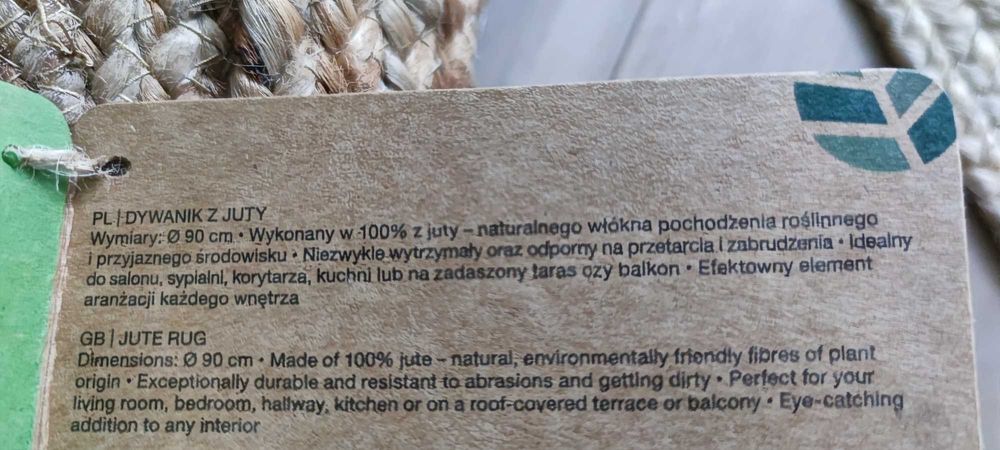 PL | DYWANIK Z JUTY
Wymiary: Ø 90 cm • Wykonany w 100% z juty – naturalnego włókna pochodzenia roślinnego
i przyjaznego środowisku • Niezwykle wytrzymały oraz odporny na przetarcia i zabrudzenia • Idealny
do salonu, sypialni, korytarza, kuchni lub na zadaszony taras czy balkon • Efektowny element
aranżacji każdego wnętrza
GB | JUTE RUG
Dimensions: Ø 90 cm • Made of 100% jute – natural, environmentally friendly fibres of plant
origin • Exceptionally durable and resistant to abrasions and getting dirty • Perfect for your
living room, bedroom, hallway, kitchen or on a roof-covered terrace or balcony • Eye-catching
addition to any interior